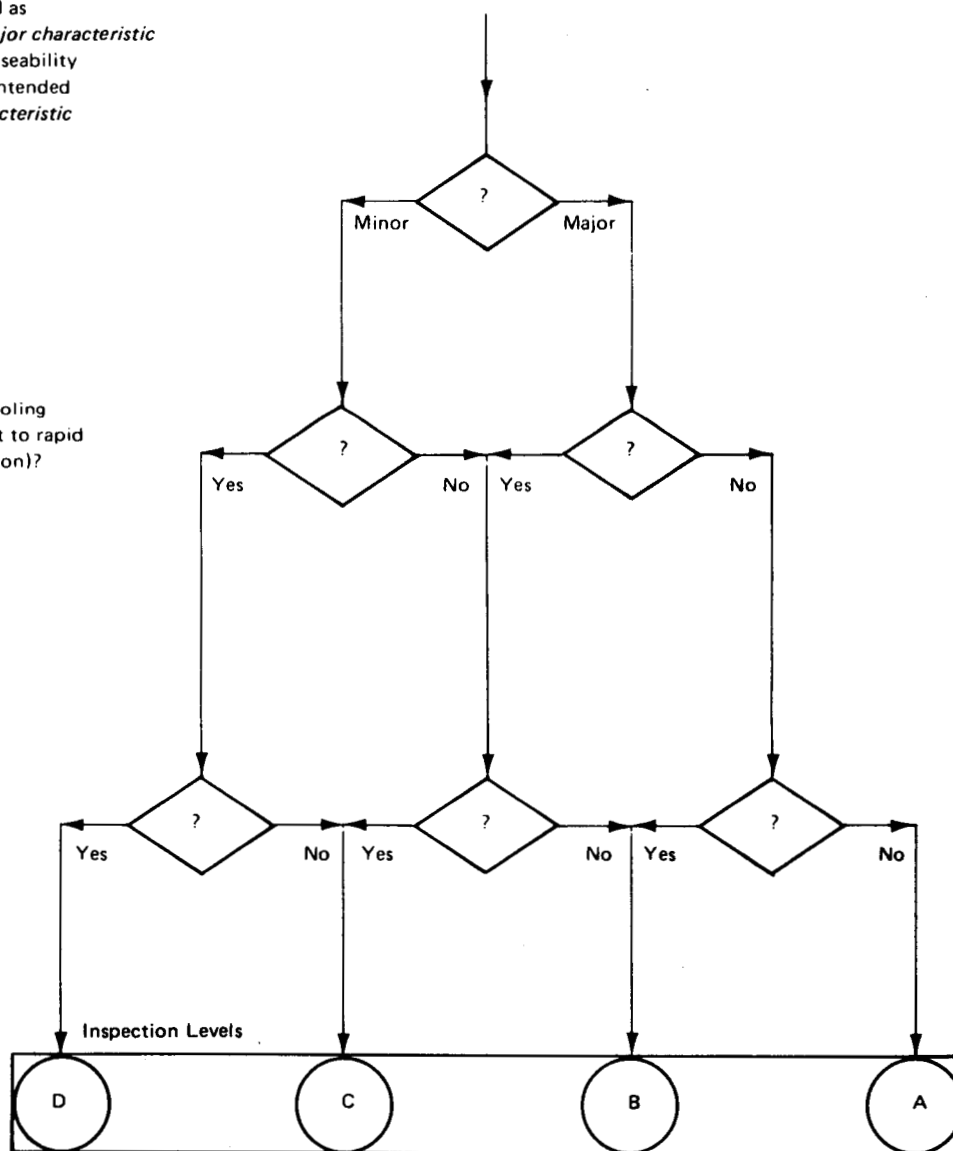 as
jor characteristic
seability
ntended
cteristic
?
Minor Major
oling
t to rapid
on)?
? ?
Yes No Yes No
? ? ?
Yes No Yes No Yes No
Inspection Levels
D C B A